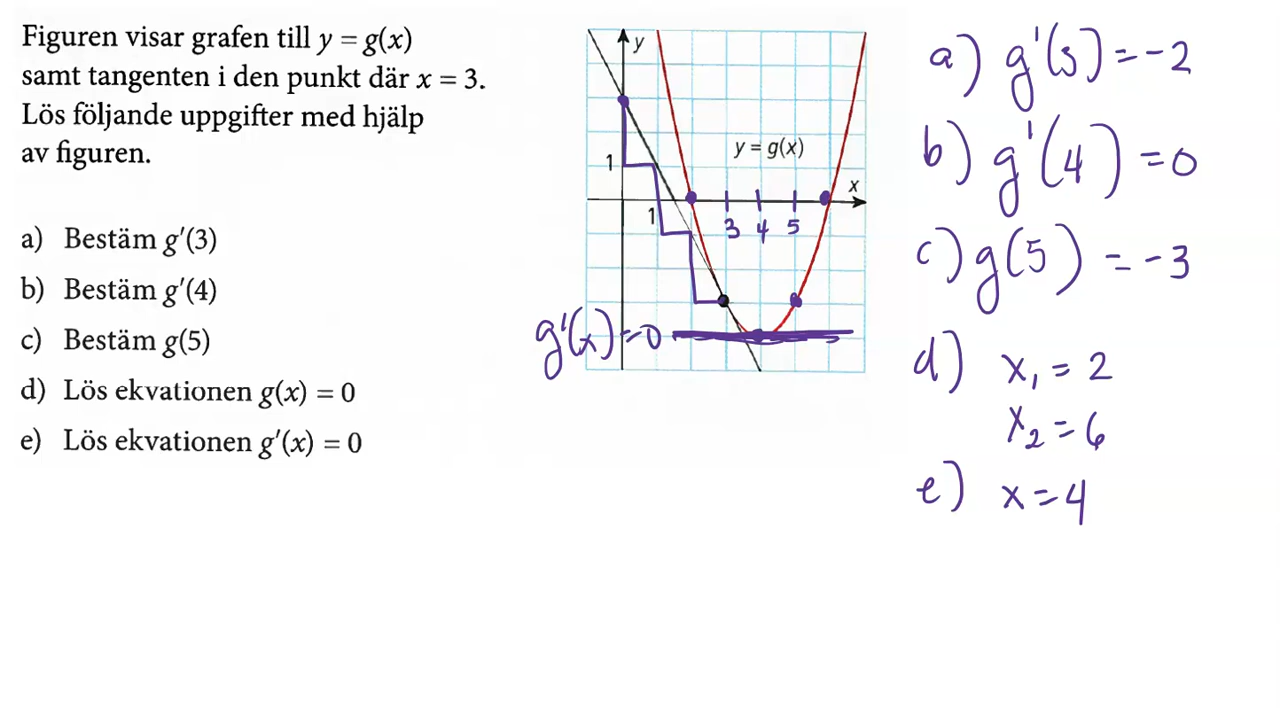 Figuren visar grafen till y = g(x)
samt tangenten i den punkt där x = 3.
Lös följande uppgifter med hjälp
av figuren.
a) Bestäm g′(3)
b) Bestäm g′(4)
c) Bestäm g(5)
d) Lös ekvationen g(x) = 0
e) Lös ekvationen g′(x) = 0
y
y = g(x)
1
x
1
3 4 5
g'(x)=0
a) g'(3) = -2
b) g'(4) = 0
c) g(5) = -3
d) x₁ = 2
x₂ = 6
e) x = 4